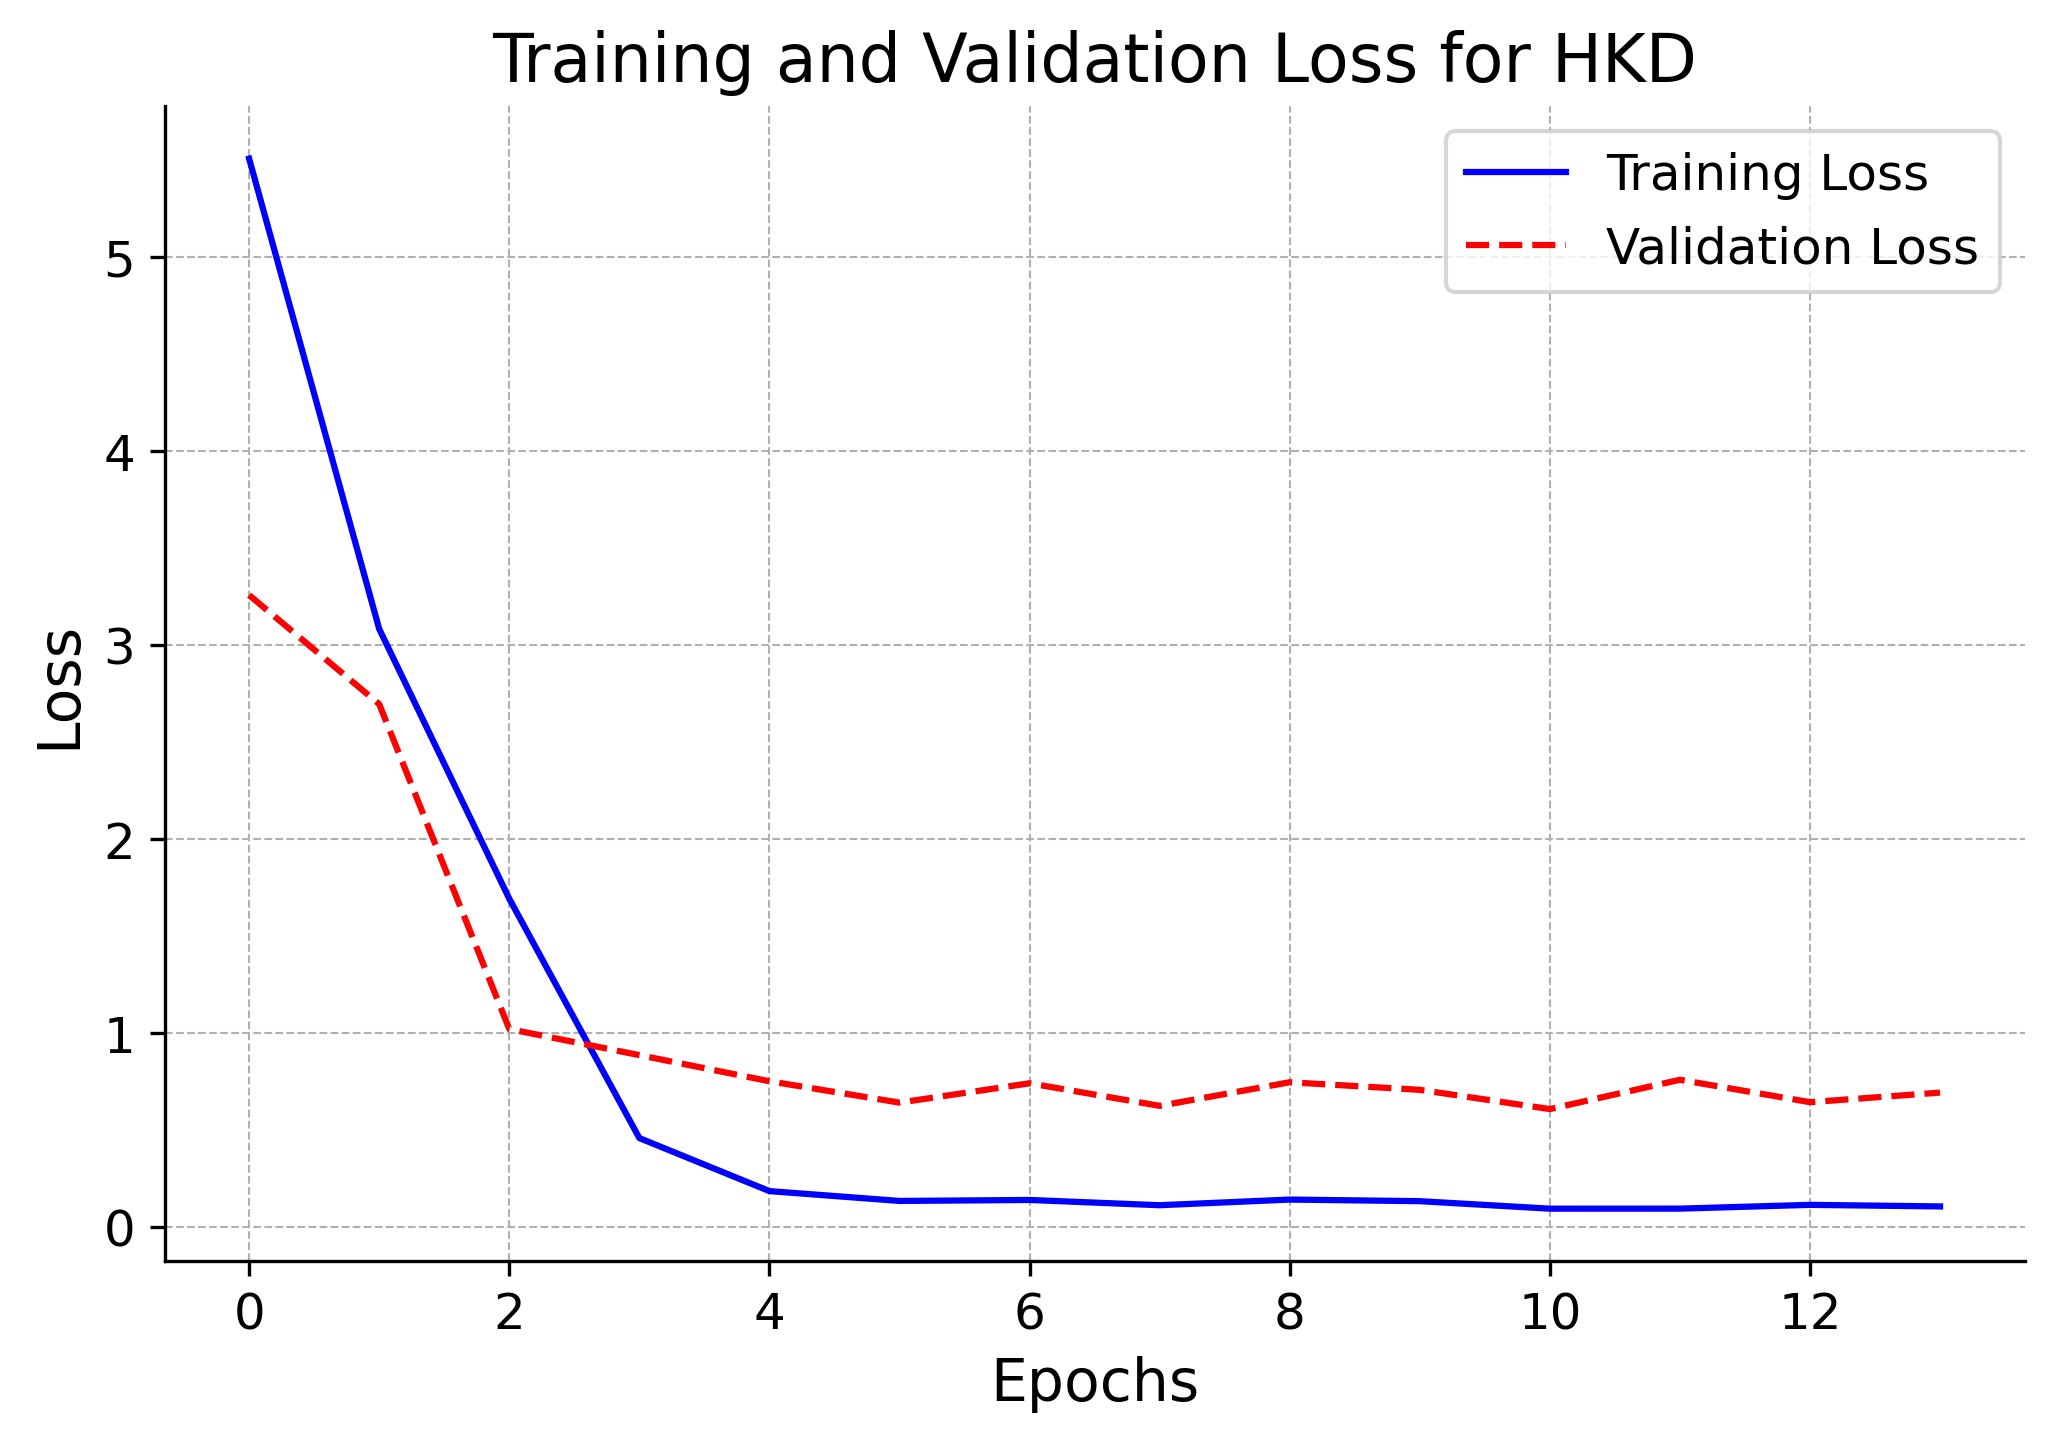 Training and Validation Loss for HKD
Training Loss
Validation Loss
5
4
3
2
1
0
Loss
0 2 4 6 8 10 12
Epochs